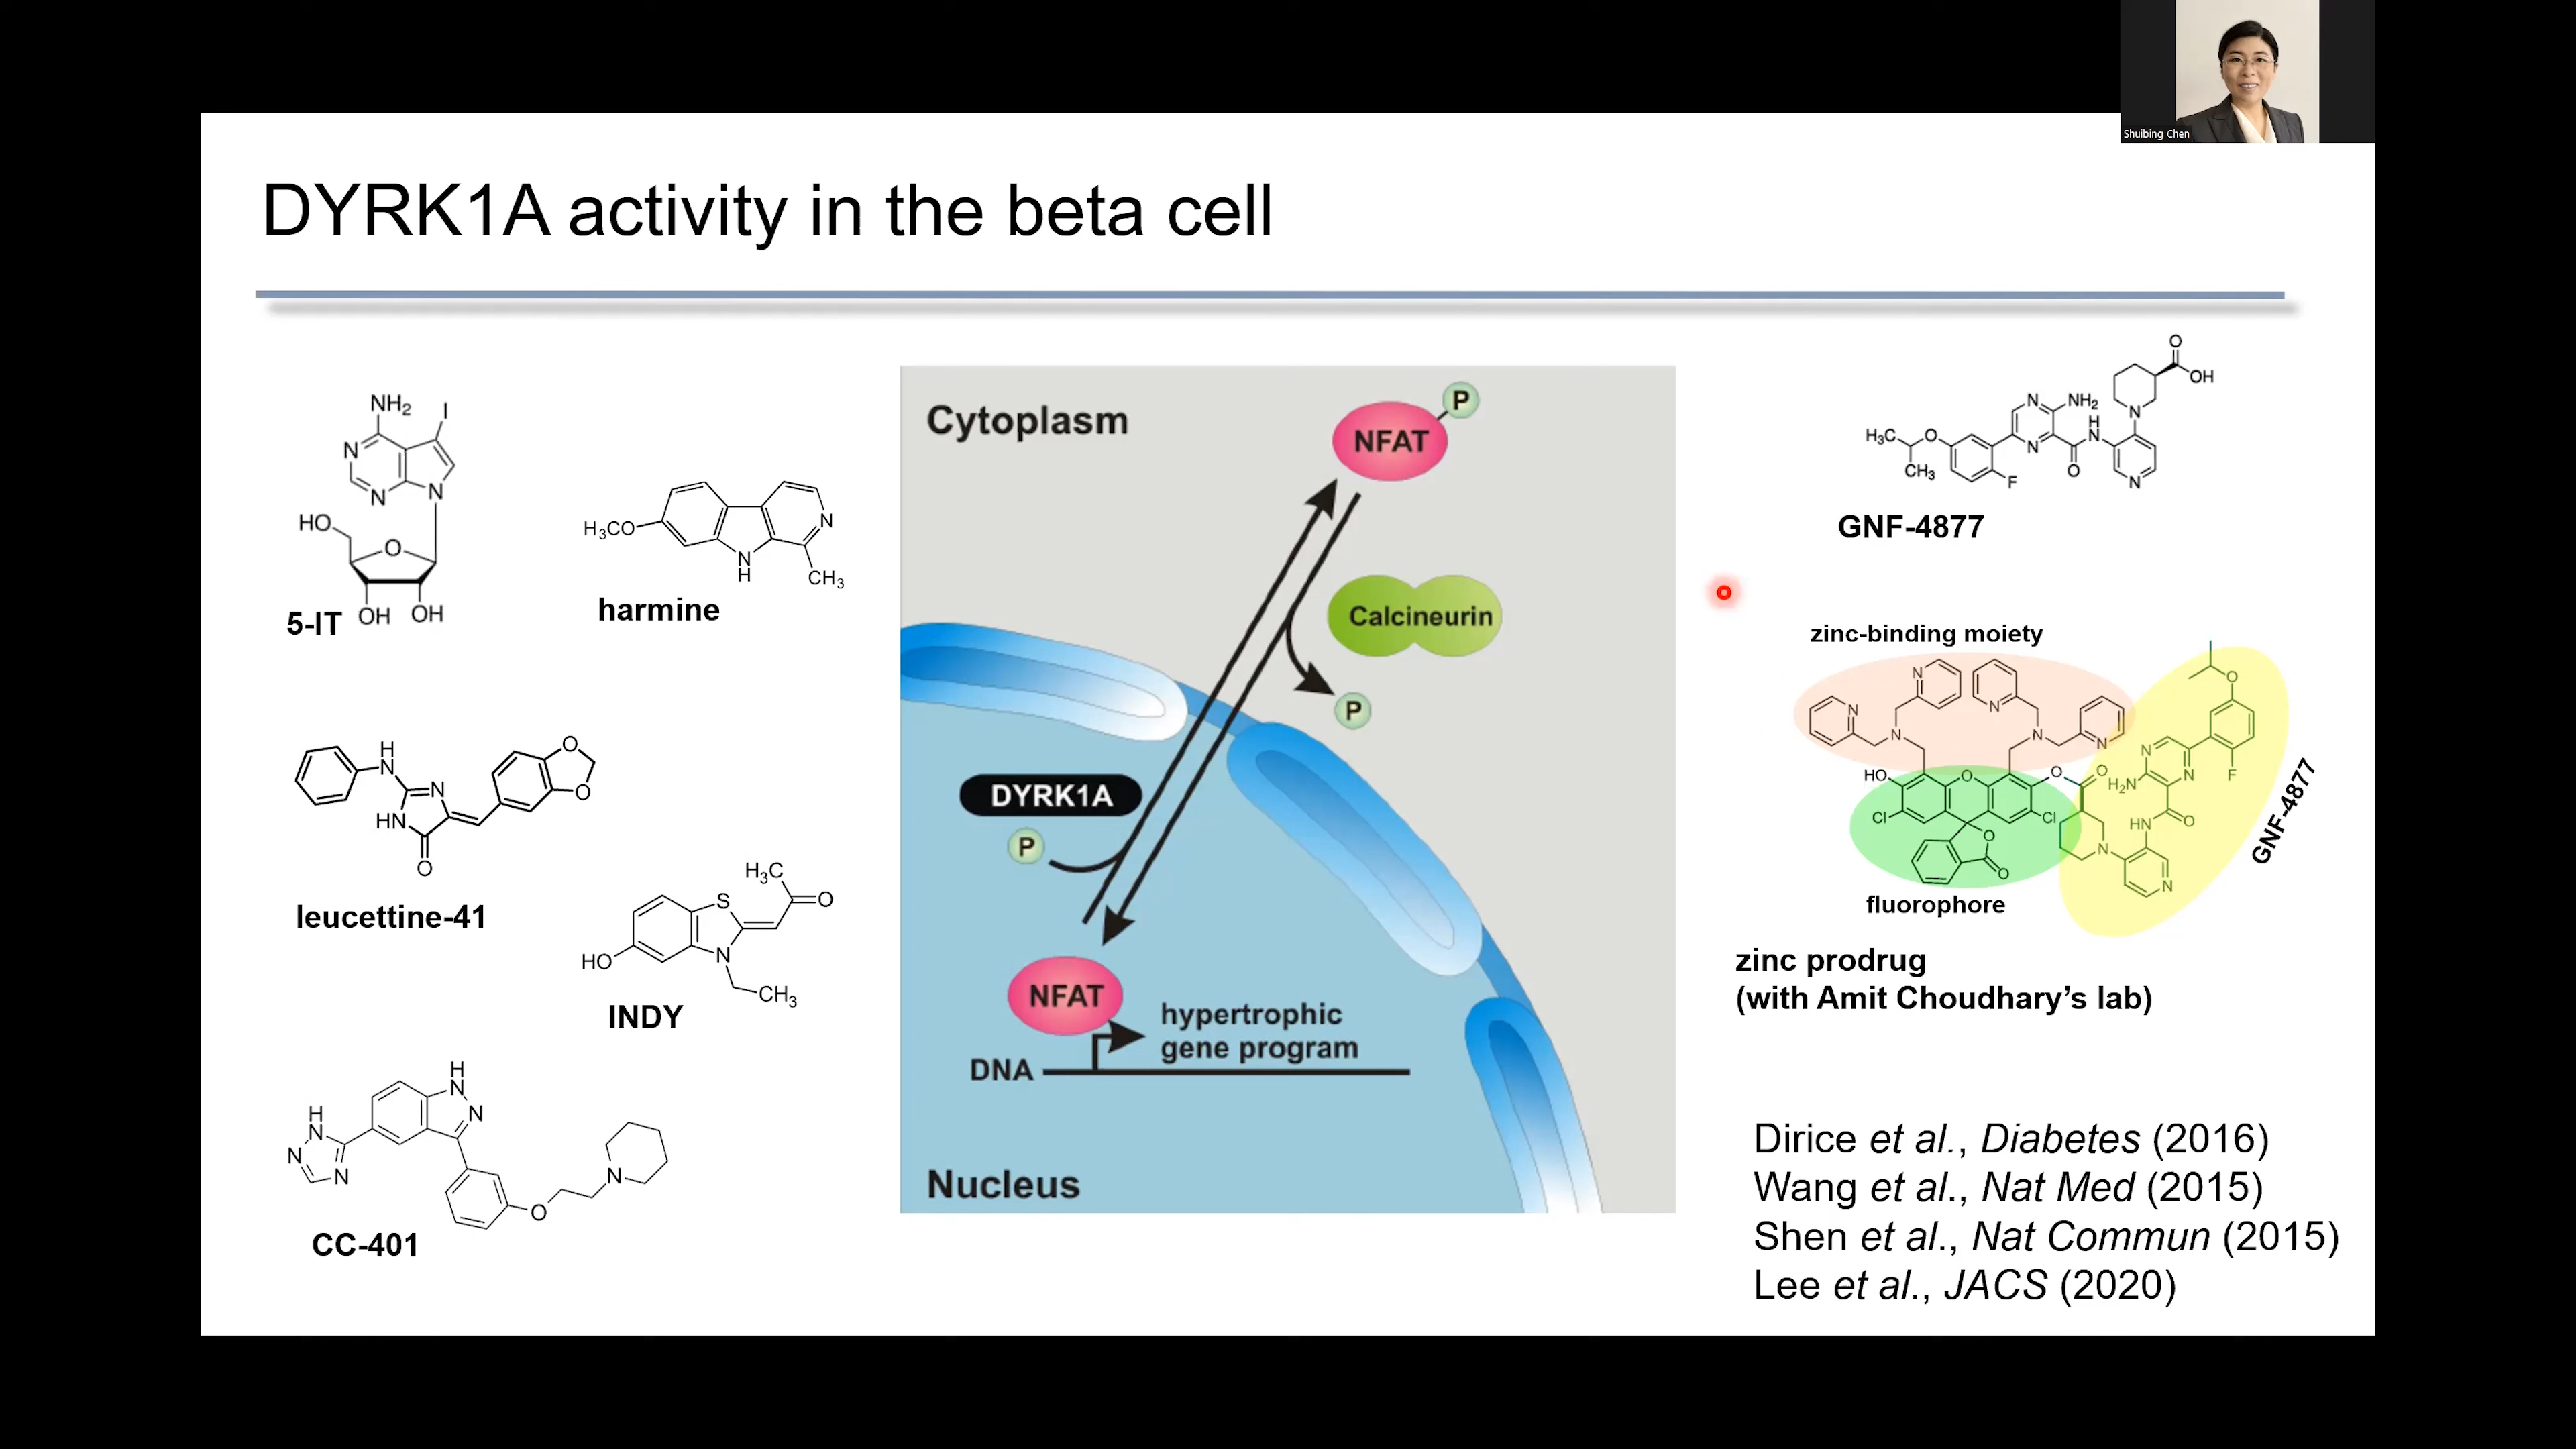 Shuibing Chen
DYRK1A activity in the beta cell
NH₂
I
N
N
N
HO
O
OH
OH
5-IT
H₃CO
N
N
H
CH₃
harmine
H
N
N
HN
O
O
O
leucettine-41
H₃C
O
S
N
HO
CH₃
INDY
H
N
N
H
N
N
N
N
O
CC-401
Cytoplasm
NFAT
P
Calcineurin
P
DYRK1A
P
NFAT
hypertrophic
gene program
DNA
Nucleus
O
OH
N
NH₂
N
H
N
N
O
N
H₃C
O
CH₃
F
GNF-4877
zinc-binding moiety
N
N
N
N
N
N
HO
O
O
O
Cl
Cl
O
O
O
F
N
N
H₂N
O
HN
N
N
GNF-4877
fluorophore
zinc prodrug
(with Amit Choudhary’s lab)
Dirice et al., Diabetes (2016)
Wang et al., Nat Med (2015)
Shen et al., Nat Commun (2015)
Lee et al., JACS (2020)